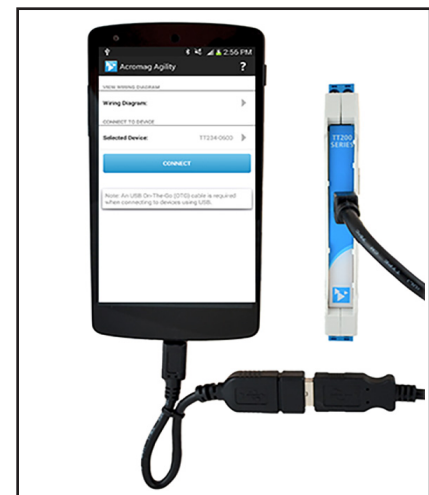 2:56 PM
Acromag Agility
?
VIEW WIRING DIAGRAM
Wiring Diagram:
CONNECT TO DEVICE
Selected Device: TT234-0600
CONNECT
Note: An USB On-The-Go (OTG) cable is required
when connecting to devices using USB.
TT200
SERIES